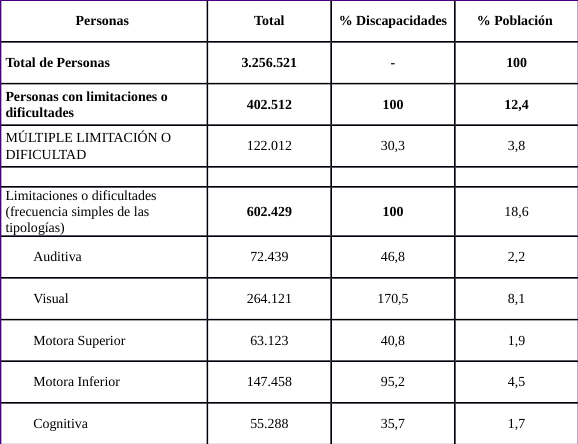 Personas Total % Discapacidades % Población
Total de Personas 3.256.521 - 100
Personas con limitaciones o
dificultades 402.512 100 12,4
MÚLTIPLE LIMITACIÓN O
DIFICULTAD 122.012 30,3 3,8
Limitaciones o dificultades
(frecuencia simples de las 602.429 100 18,6
tipologías)
Auditiva 72.439 46,8 2,2
Visual 264.121 170,5 8,1
Motora Superior 63.123 40,8 1,9
Motora Inferior 147.458 95,2 4,5
Cognitiva 55.288 35,7 1,7